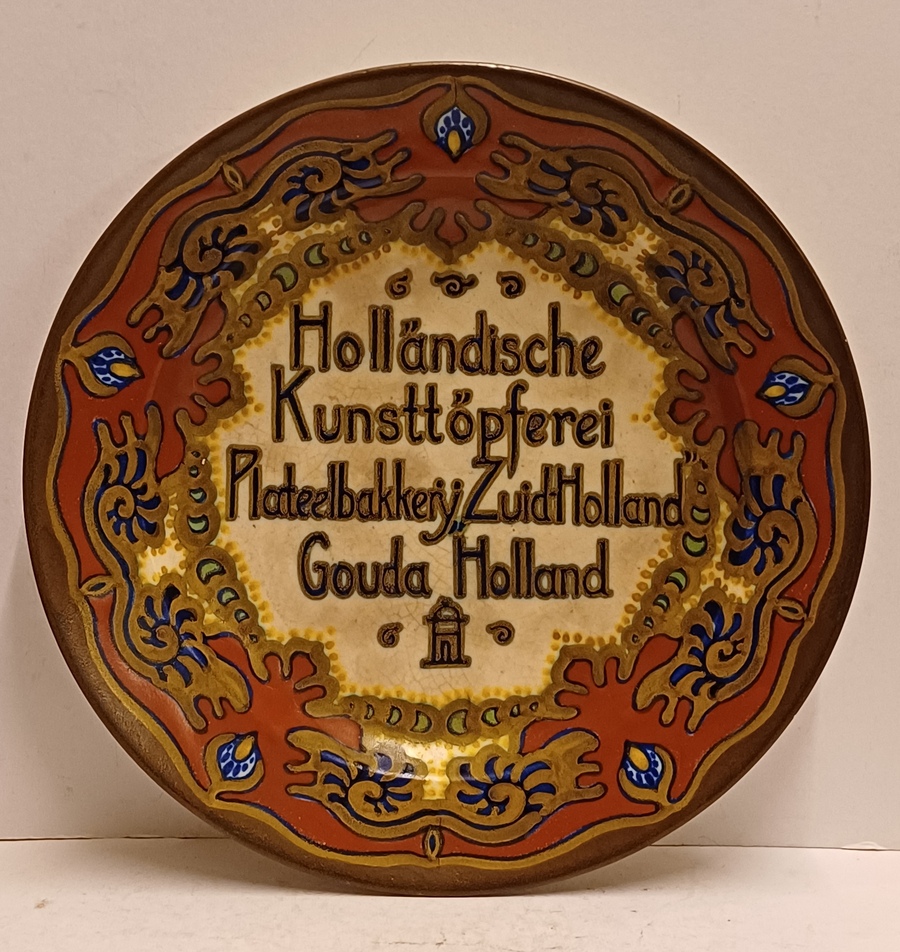 Holländische
Kunsttöpferei
Plateelbakkerij „Zuid-Holland"
Gouda Holland